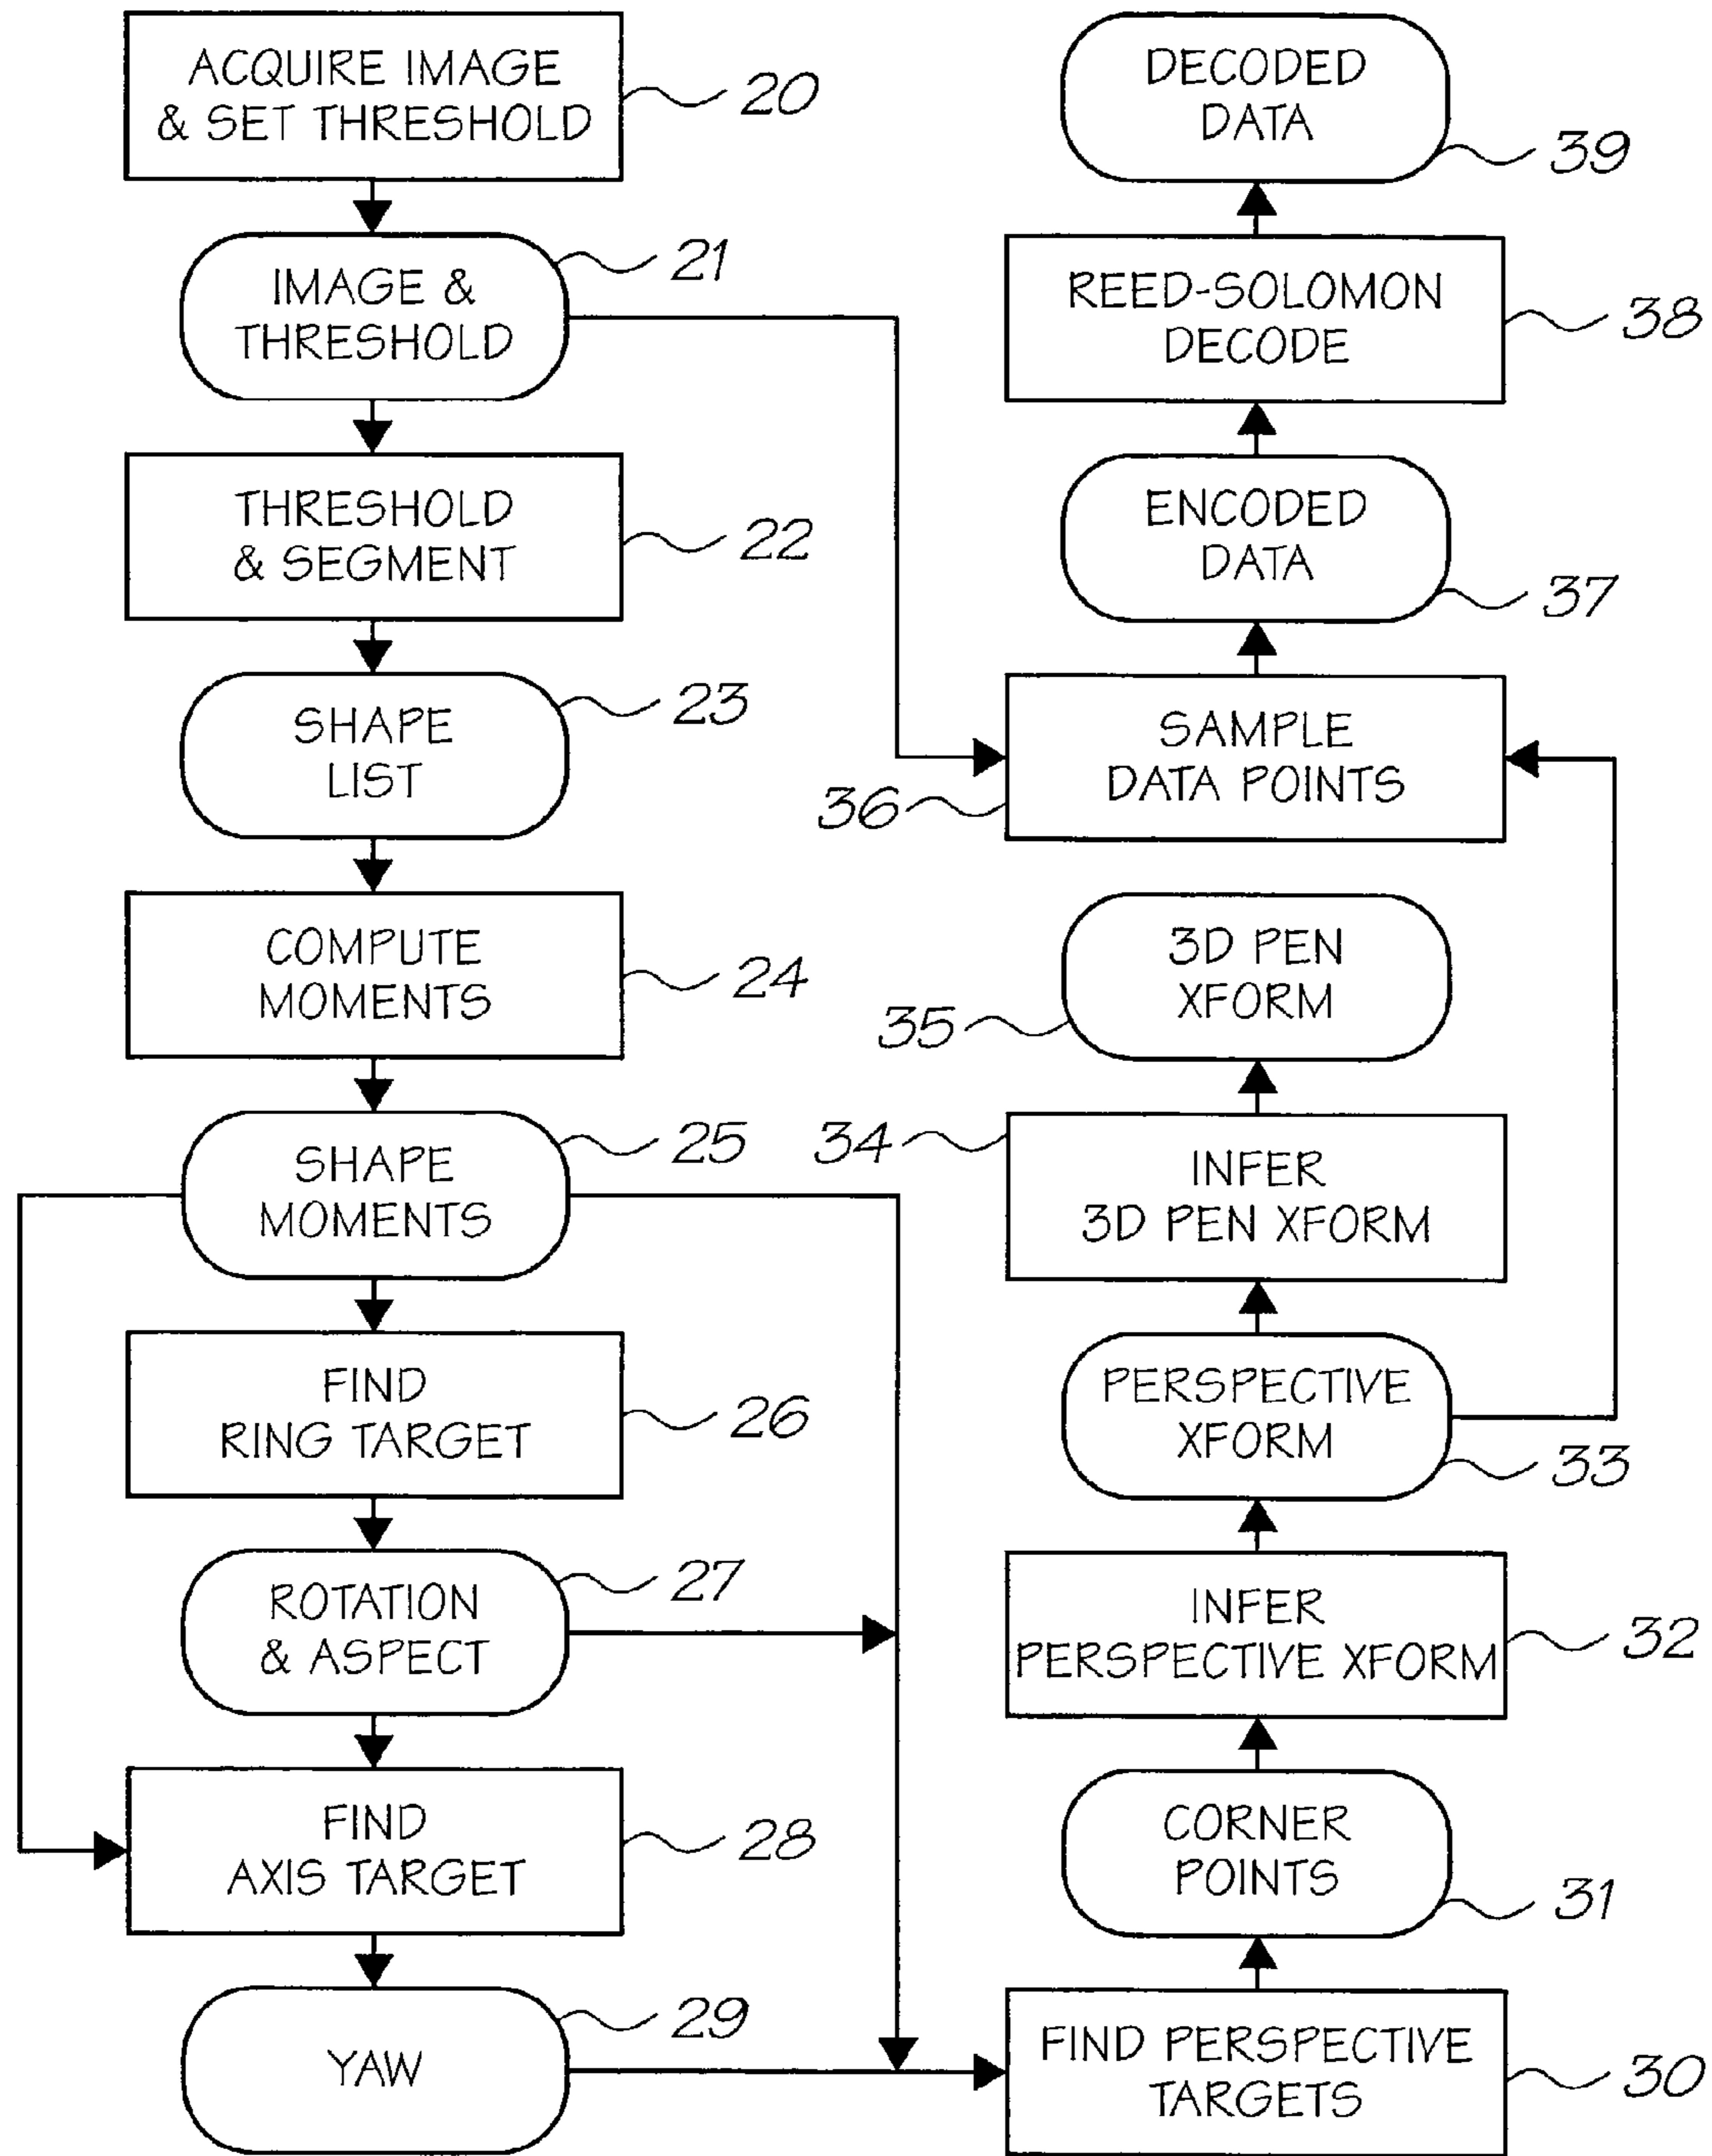 ACQUIRE IMAGE
& SET THRESHOLD
20
IMAGE &
THRESHOLD
21
THRESHOLD
& SEGMENT
22
SHAPE
LIST
23
COMPUTE
MOMENTS
24
SHAPE
MOMENTS
25
FIND
RING TARGET
26
ROTATION
& ASPECT
27
FIND
AXIS TARGET
28
YAW
29
DECODED
DATA
39
REED-SOLOMON
DECODE
38
ENCODED
DATA
37
SAMPLE
DATA POINTS
36
3D PEN
XFORM
35
INFER
3D PEN XFORM
34
PERSPECTIVE
XFORM
33
INFER
PERSPECTIVE XFORM
32
CORNER
POINTS
31
FIND PERSPECTIVE
TARGETS
30